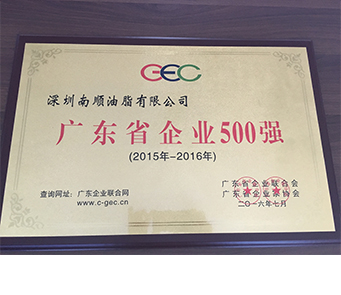 GEC
深圳南顺油脂有限公司
广东省企业500强
(2015年-2016年)
查询网址：广东企业联合网
www.c-gec.cn
广东省企业联合会
广东省企业家协会
二〇一六年七月